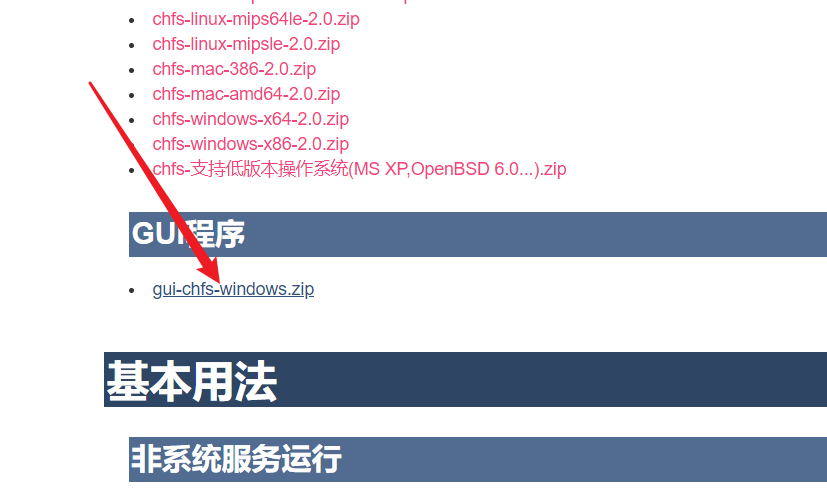 chfs-linux-mips64le-2.0.zip
chfs-linux-mipsle-2.0.zip
chfs-mac-386-2.0.zip
chfs-mac-amd64-2.0.zip
chfs-windows-x64-2.0.zip
chfs-windows-x86-2.0.zip
chfs-支持低版本操作系统(MS XP,OpenBSD 6.0...).zip
GUI程序
gui-chfs-windows.zip
基本用法
非系统服务运行